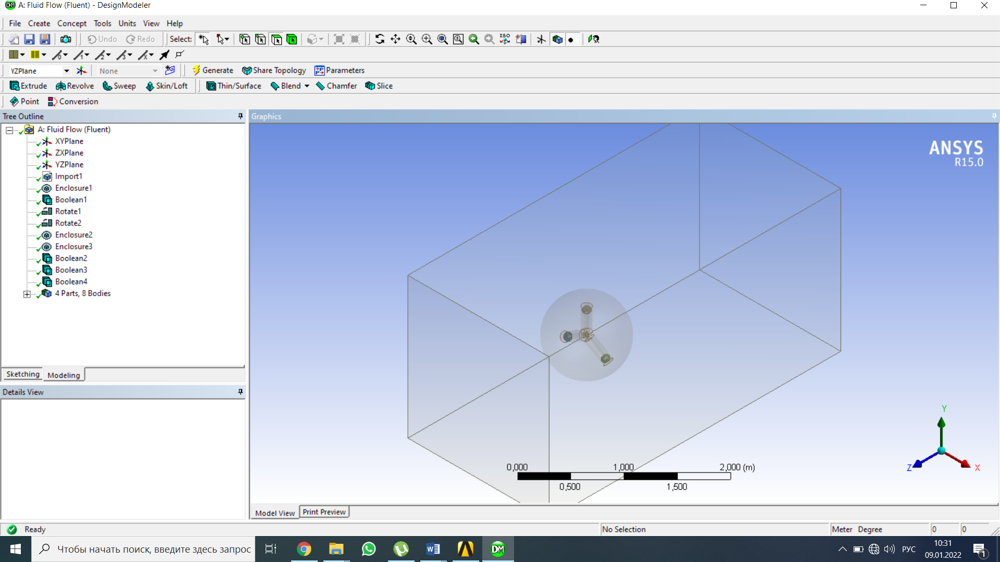 A: Fluid Flow (Fluent) - DesignModeler
File Create Concept Tools Units View Help
Undo Redo Select: ISO
YZPlane None Generate Share Topology Parameters
Extrude Revolve Sweep Skin/Loft Thin/Surface Blend Chamfer Slice
Point Conversion
Tree Outline
A: Fluid Flow (Fluent)
XYPlane
ZXPlane
YZPlane
Import1
Enclosure1
Boolean1
Rotate1
Rotate2
Enclosure2
Enclosure3
Boolean2
Boolean3
Boolean4
4 Parts, 8 Bodies
Sketching Modeling
Details View
Graphics
ANSYS
R15.0
Y
Z X
0,000 1,000 2,000 (m)
0,500 1,500
Model View Print Preview
Ready No Selection Meter Degree 0 0
Чтобы начать поиск, введите здесь запрос
DM
РУС
10:31
09.01.2022
1